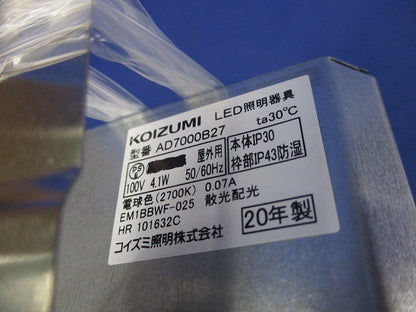 KOIZUMI LED照明器具
型番 AD7000B27 ta30℃
PS E 屋外用 本体IP30
100V 4.1W 50/60Hz 枠部IP43防湿
電球色(2700K) 0.07A
EM1BBWF-025 散光配光
HR 101632C 20年製
コイズミ照明株式会社